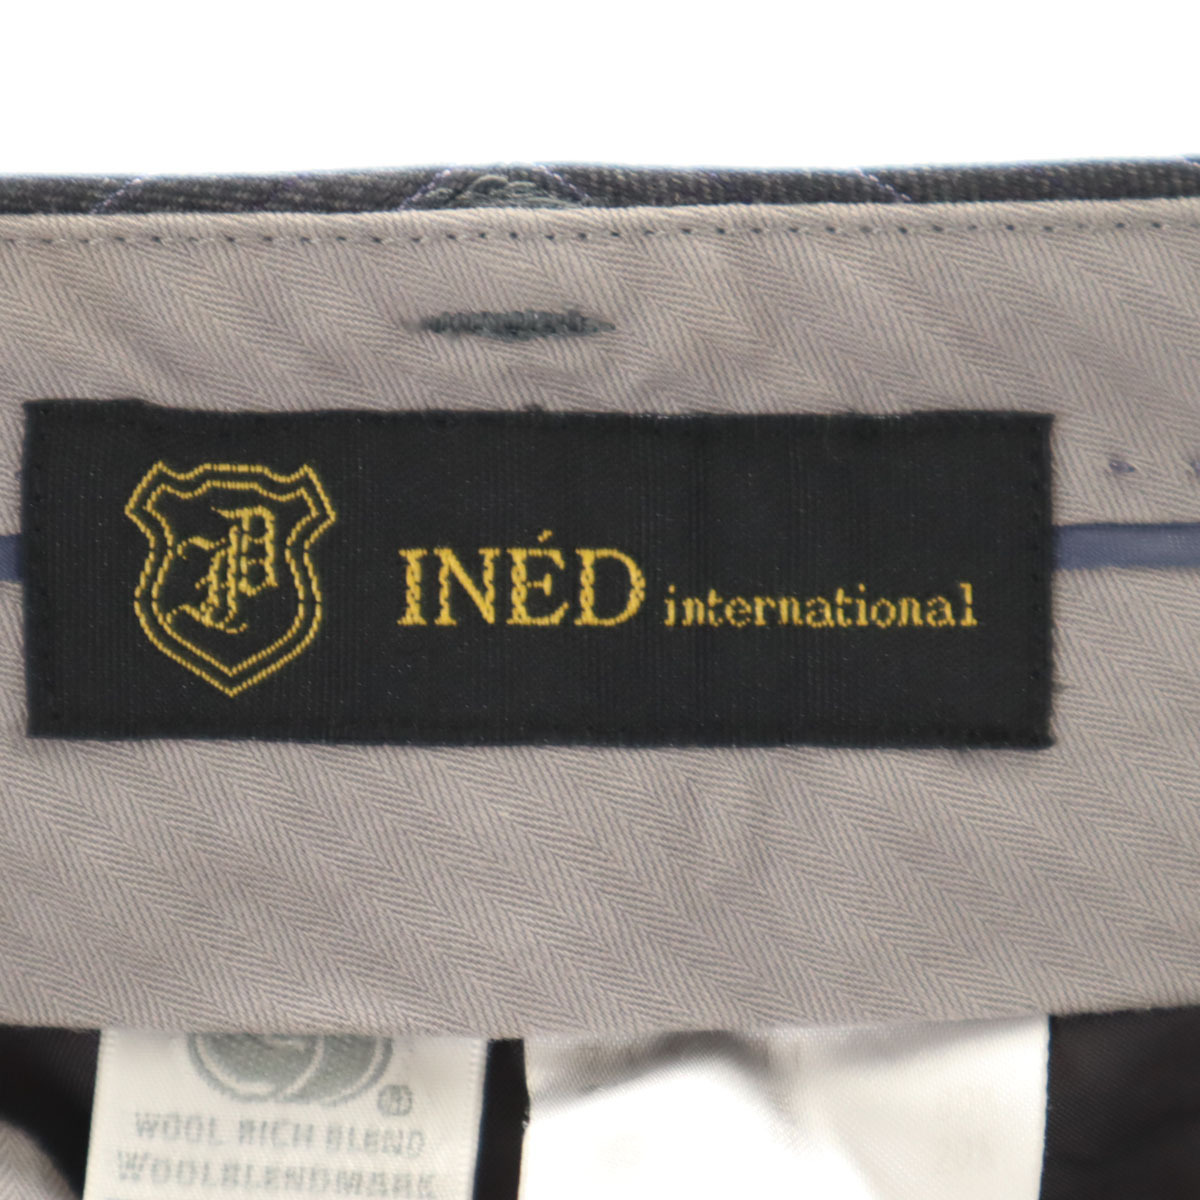 P
INÉD international
®
WOOL RICH BLEND
WOOLBLENDMARK